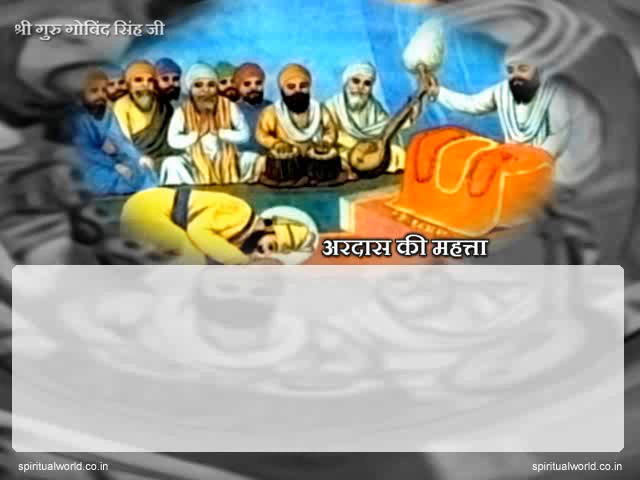 श्री गुरु गोबिंद सिंह जी
अरदास की महत्ता
spiritualworld.co.in spiritualworld.co.in